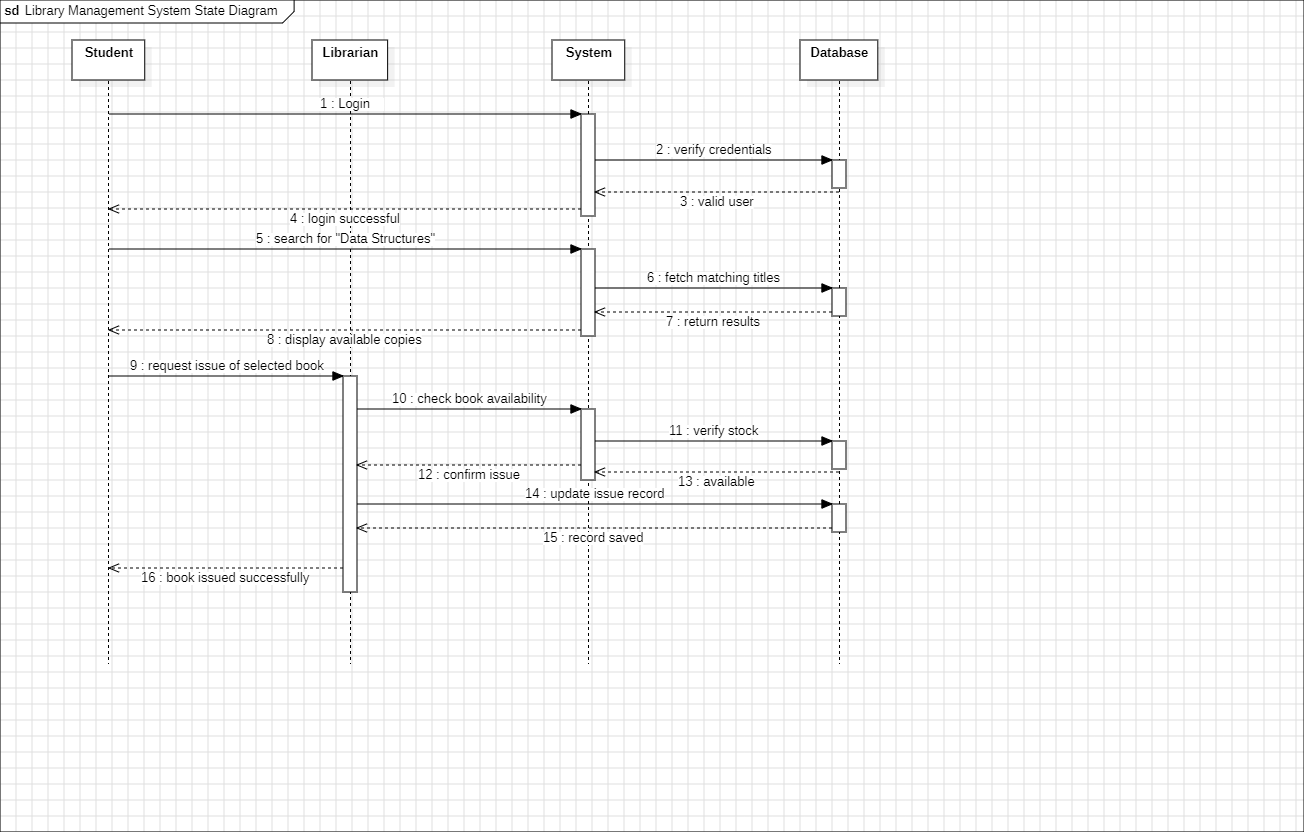 sd Library Management System State Diagram
Student
Librarian
System
Database
1 : Login
2 : verify credentials
3 : valid user
4 : login successful
5 : search for "Data Structures"
6 : fetch matching titles
7 : return results
8 : display available copies
9 : request issue of selected book
10 : check book availability
11 : verify stock
12 : confirm issue
13 : available
14 : update issue record
15 : record saved
16 : book issued successfully